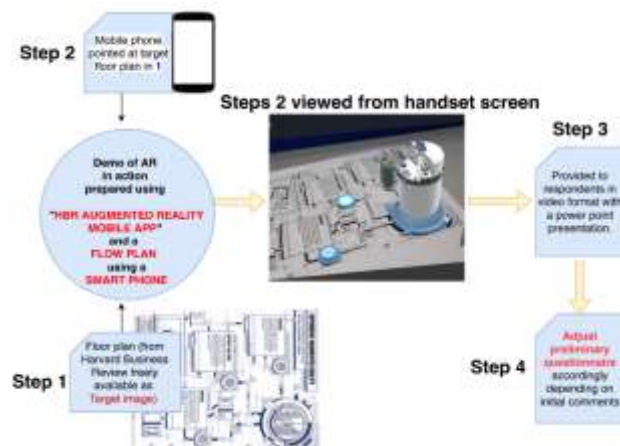 Step 2
Mobile phone
pointed at target
floor plan in 1
Steps 2 viewed from handset screen
Step 3
Demo of AR
in action
prepared using
"HBR AUGMENTED REALITY
MOBILE APP"
and a
FLOW PLAN
using a
SMART PHONE
Provided to
respondents in
video format with
a power point
presentation.
Step 1
Floor plan (from
Harvard Business
Review freely
available as
Target image)
Step 4
Adjust
preliminary
questionnaire
accordingly
depending on
initial comments